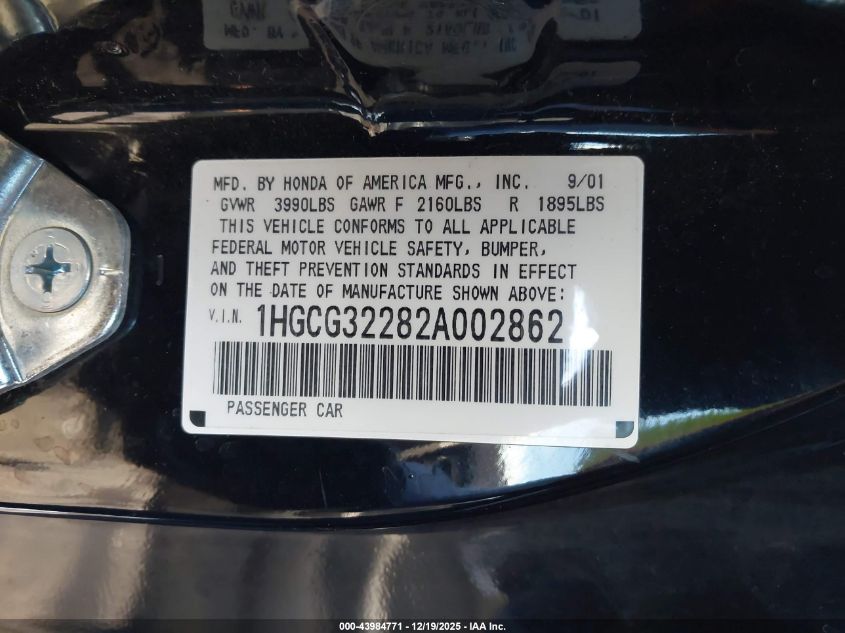 MFD. BY HONDA OF AMERICA MFG., INC. 9/01
GVWR 3990LBS GAWR F 2160LBS R 1895LBS
THIS VEHICLE CONFORMS TO ALL APPLICABLE
FEDERAL MOTOR VEHICLE SAFETY, BUMPER,
AND THEFT PREVENTION STANDARDS IN EFFECT
ON THE DATE OF MANUFACTURE SHOWN ABOVE:
V.I.N. 1HGCG32282A002862
PASSENGER CAR
000-43984771 - 12/19/2025 - IAA Inc.